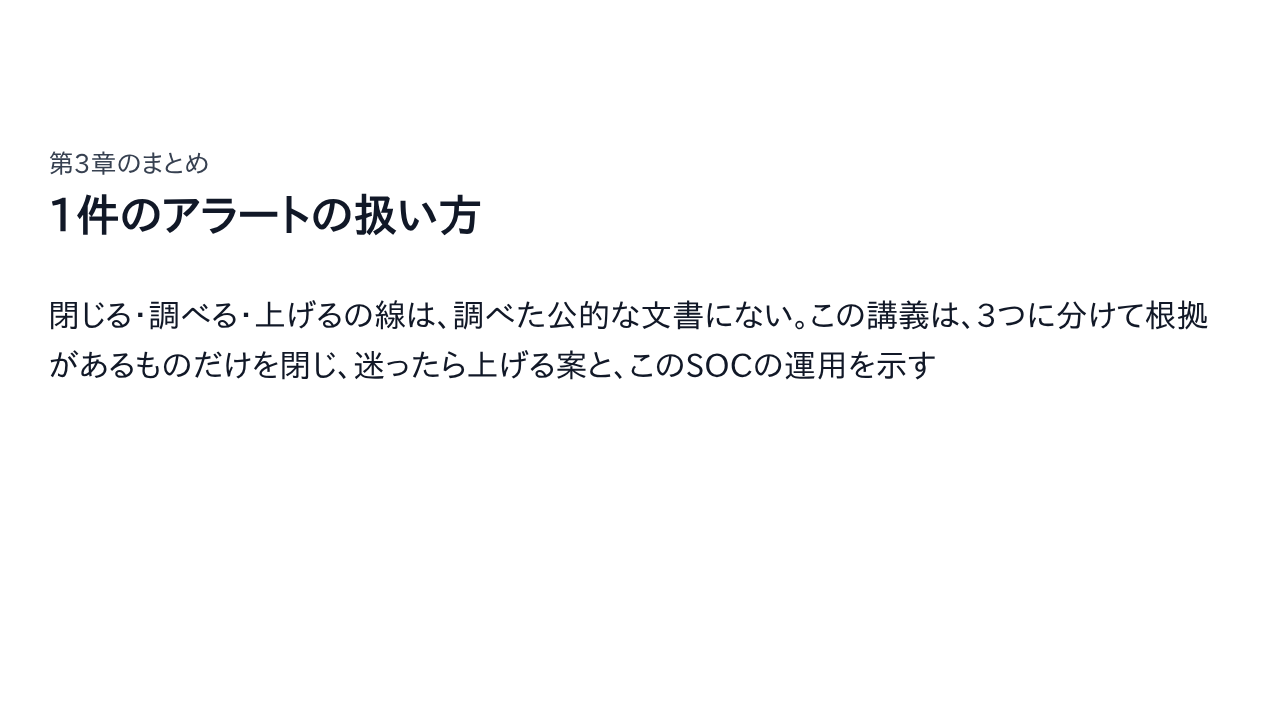 第3章のまとめ
1件のアラートの扱い方
閉じる・調べる・上げるの線は、調べた公的な文書にない。この講義は、3つに分けて根拠
があるものだけを閉じ、迷ったら上げる案と、このSOCの運用を示す